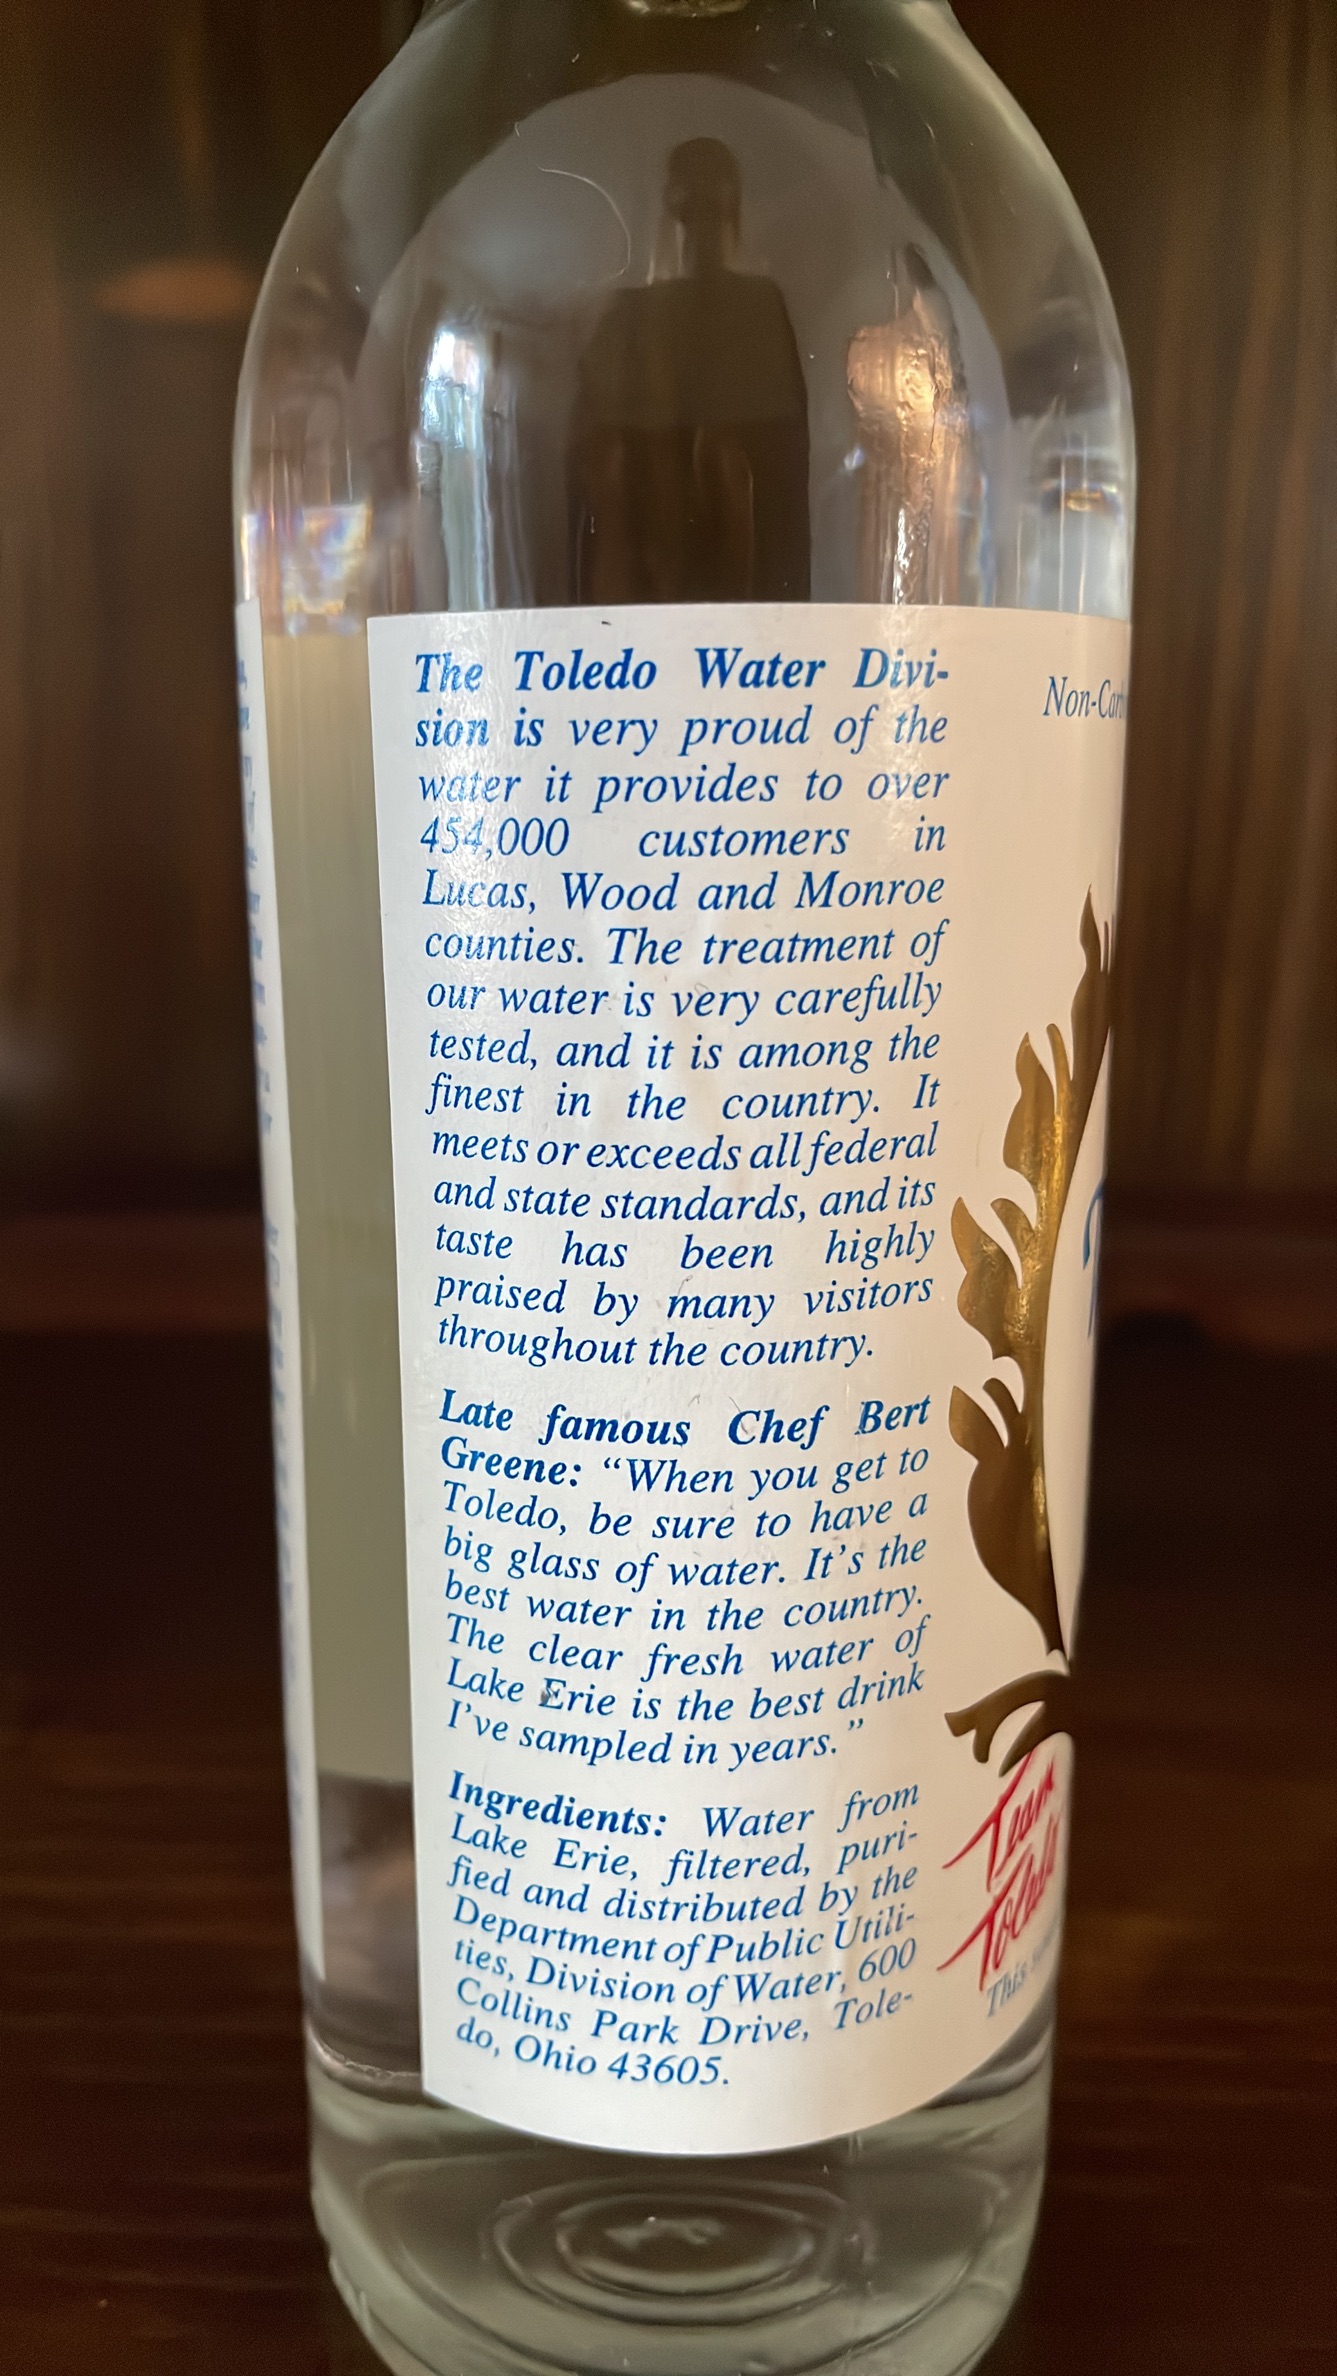 The Toledo Water Divi-
sion is very proud of the
water it provides to over
454,000 customers in
Lucas, Wood and Monroe
counties. The treatment of
our water is very carefully
tested, and it is among the
finest in the country. It
meets or exceeds all federal
and state standards, and its
taste has been highly
praised by many visitors
throughout the country.
Late famous Chef Bert
Greene: “When you get to
Toledo, be sure to have a
big glass of water. It’s the
best water in the country.
The clear fresh water of
Lake Erie is the best drink
I’ve sampled in years.”
Ingredients: Water from
Lake Erie, filtered, puri-
fied and distributed by the
Department of Public Utili-
ties, Division of Water, 600
Collins Park Drive, Tole-
do, Ohio 43605.
Team
Toledo
This